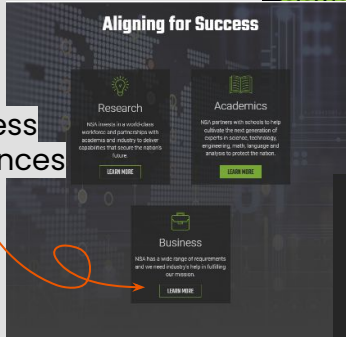 Aligning for Success
ess
nces
Research
NSA invests in a world-class
workforce and partnerships with
academia and industry to deliver
capabilities that secure the nation's
future.
LEARN MORE
Academics
NSA partners with schools to help
cultivate the next generation of
experts in science, technology,
engineering, math, language and
analysis to protect the nation.
LEARN MORE
Business
NSA has a wide range of requirements
and we need industry's help in fulfilling
our mission.
LEARN MORE